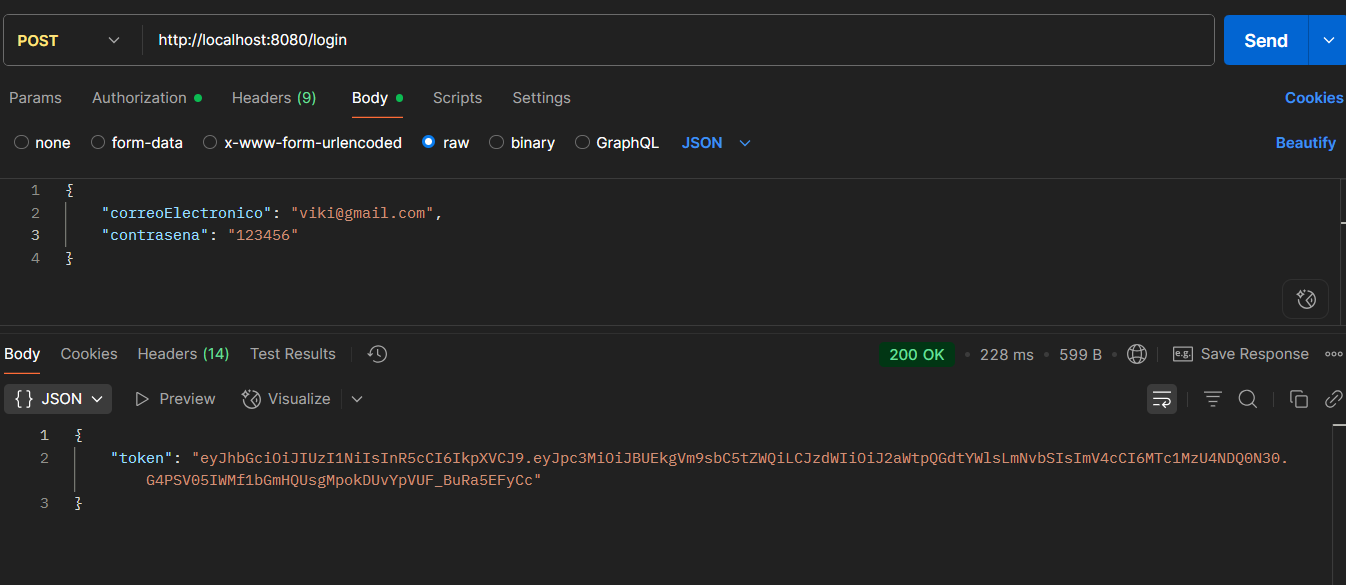 POST http://localhost:8080/login Send
Params Authorization Headers (9) Body Scripts Settings Cookies
none form-data x-www-form-urlencoded raw binary GraphQL JSON Beautify
1 {
2 "correoElectronico": "viki@gmail.com",
3 "contrasena": "123456"
4 }
Body Cookies Headers (14) Test Results 200 OK • 228 ms • 599 B • e.g. Save Response
{} JSON Preview Visualize
1 {
2 "token": "eyJhbGciOiJIUzI1NiIsInR5cCI6IkpXVCJ9.eyJpc3MiOiJBUEkgVm9sbC5tZWQiLCJzdWIiOiJ2aWtpQGdtYWlsLmNvbSIsImV4cCI6MTc1MzU4NDQ0N30.
G4PSV05IWMf1bGmHQUsgMpokDUvYpVUF_BuRa5EFyCc"
3 }